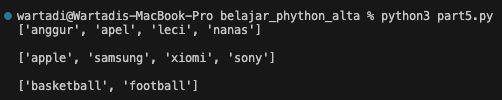 wartadi@Wartadis-MacBook-Pro belajar_phython_alta % python3 part5.py
['anggur', 'apel', 'leci', 'nanas']
['apple', 'samsung', 'xiomi', 'sony']
['basketball', 'football']